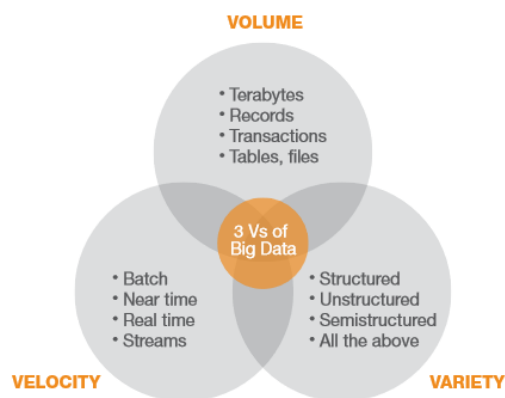 VOLUME
• Terabytes
• Records
• Transactions
• Tables, files
3 Vs of
Big Data
• Batch
• Near time
• Real time
• Streams
• Structured
• Unstructured
• Semistructured
• All the above
VELOCITY
VARIETY